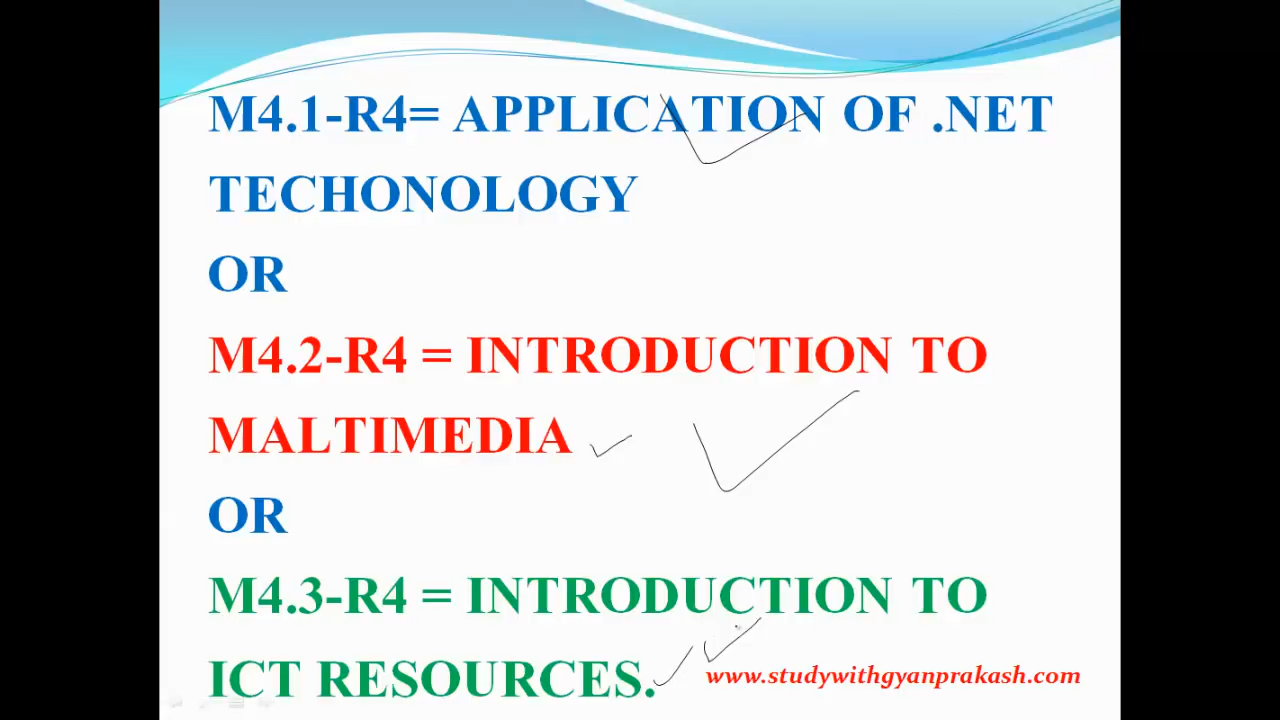 M4.1-R4= APPLICATION OF .NET
TECHONOLOGY
OR
M4.2-R4 = INTRODUCTION TO
MALTIMEDIA
OR
M4.3-R4 = INTRODUCTION TO
ICT RESOURCES.
www.studywithgyanprakash.com